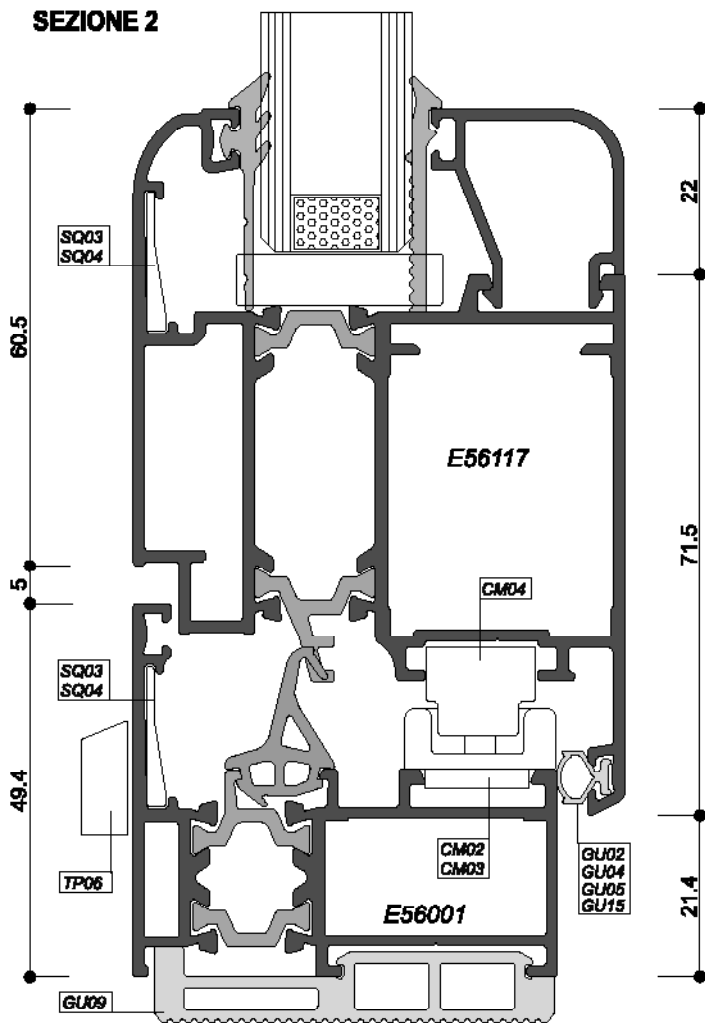 SEZIONE 2
22
SQ03
SQ04
60.5
E56117
71.5
5
CM04
SQ03
SQ04
49.4
CM02
CM03
GU02
GU04
GU05
GU15
TP06
21.4
E56001
GU09